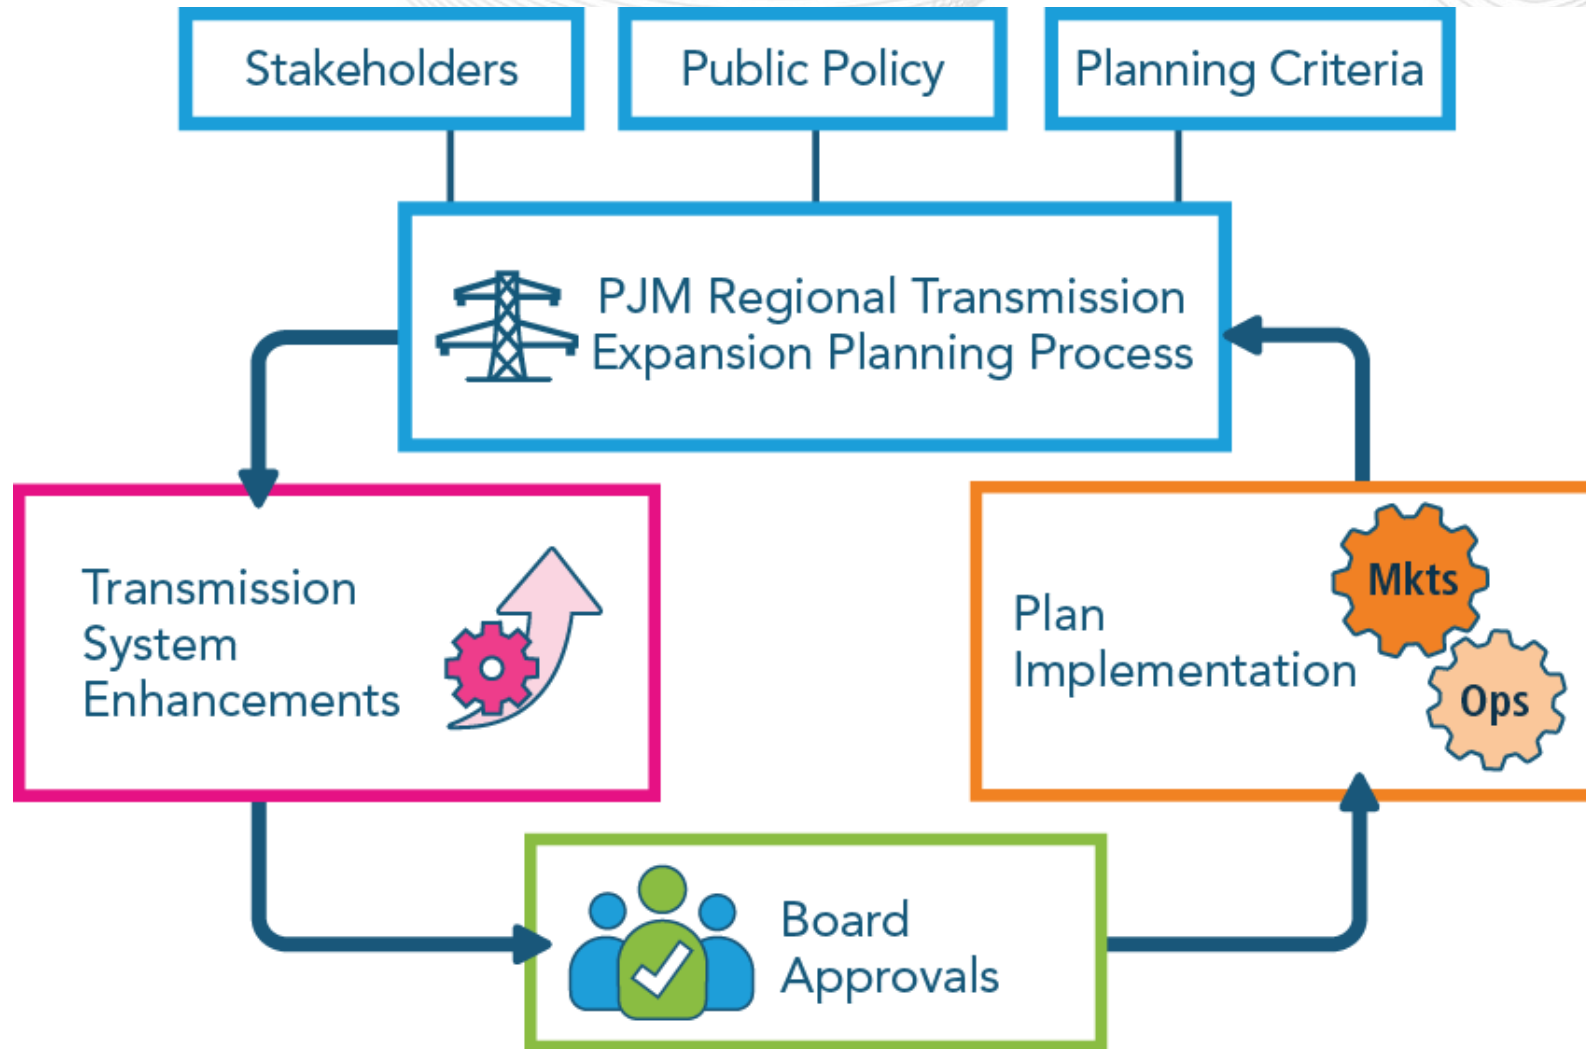 Stakeholders
Public Policy
Planning Criteria
PJM Regional Transmission
Expansion Planning Process
Transmission
System
Enhancements
Plan
Implementation
Mkts
Ops
Board
Approvals